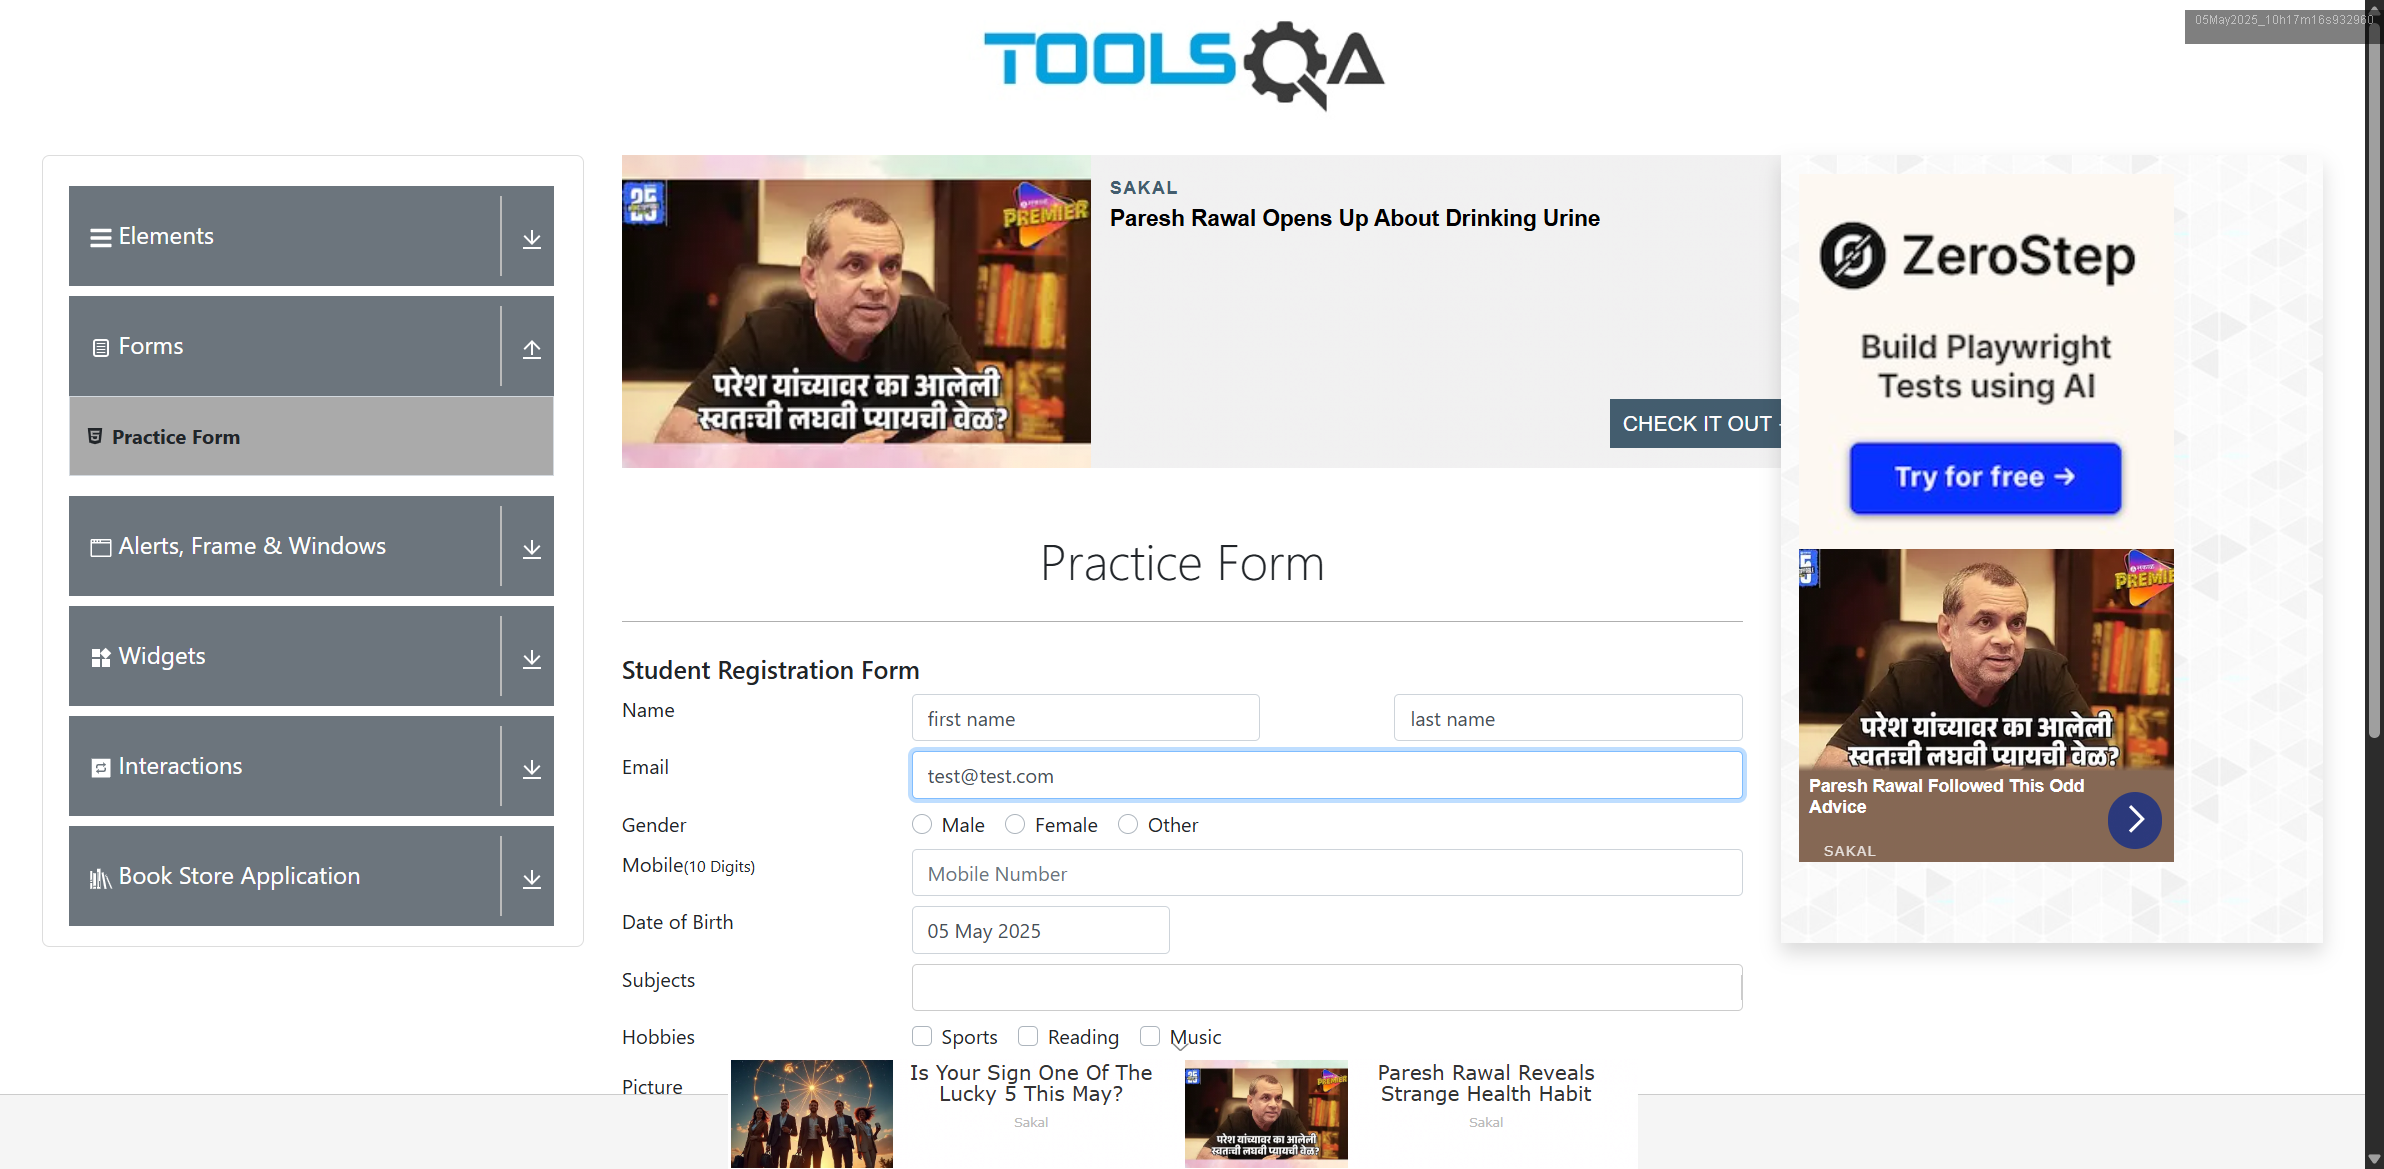 05May2025_10h17m16s932960
TOOLSQA
Elements
Forms
Practice Form
Alerts, Frame & Windows
Widgets
Interactions
Book Store Application
25
PREMIER
परेश यांच्यावर का आलेली
स्वतःची लघवी प्यायची वेळ?
SAKAL
Paresh Rawal Opens Up About Drinking Urine
CHECK IT OUT
ZeroStep
Build Playwright
Tests using AI
Try for free →
PREMIE
परेश यांच्यावर का आलेली
स्वतःची लघवी प्यायची वेळ?
Paresh Rawal Followed This Odd
Advice
SAKAL
Practice Form
Student Registration Form
Name
first name
last name
Email
test@test.com
Gender
Male
Female
Other
Mobile(10 Digits)
Mobile Number
Date of Birth
05 May 2025
Subjects
Hobbies
Sports
Reading
Music
Picture
Is Your Sign One Of The
Lucky 5 This May?
Sakal
25
PREMIER
परेश यांच्यावर का आलेली
स्वतःची लघवी प्यायची वेळ?
Paresh Rawal Reveals
Strange Health Habit
Sakal